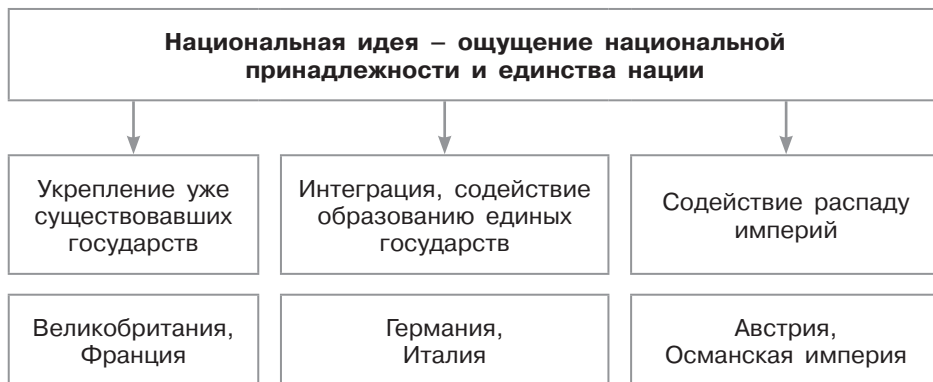 Национальная идея – ощущение национальной
принадлежности и единства нации
Укрепление уже
существовавших
государств
Интеграция, содействие
образованию единых
государств
Содействие распаду
империй
Великобритания,
Франция
Германия,
Италия
Австрия,
Османская империя